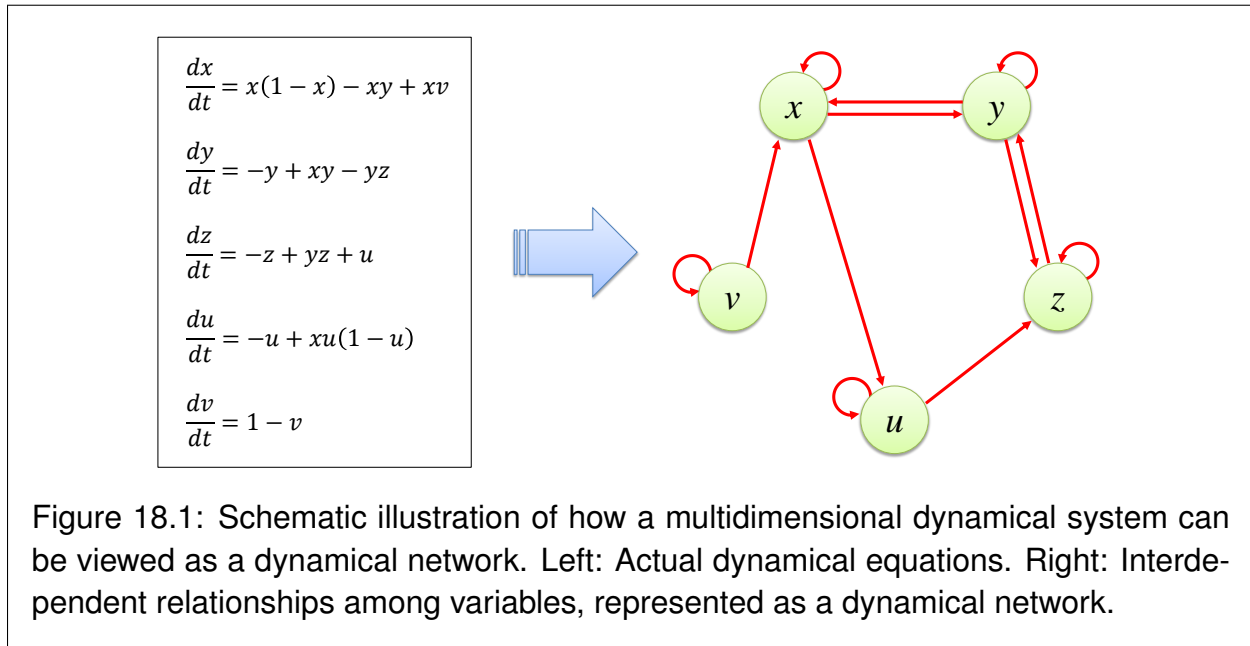 dx/dt = x(1 − x) − xy + xv
dy/dt = −y + xy − yz
dz/dt = −z + yz + u
du/dt = −u + xu(1 − u)
dv/dt = 1 − v
x
y
v
z
u
Figure 18.1: Schematic illustration of how a multidimensional dynamical system can
be viewed as a dynamical network. Left: Actual dynamical equations. Right: Interde-
pendent relationships among variables, represented as a dynamical network.